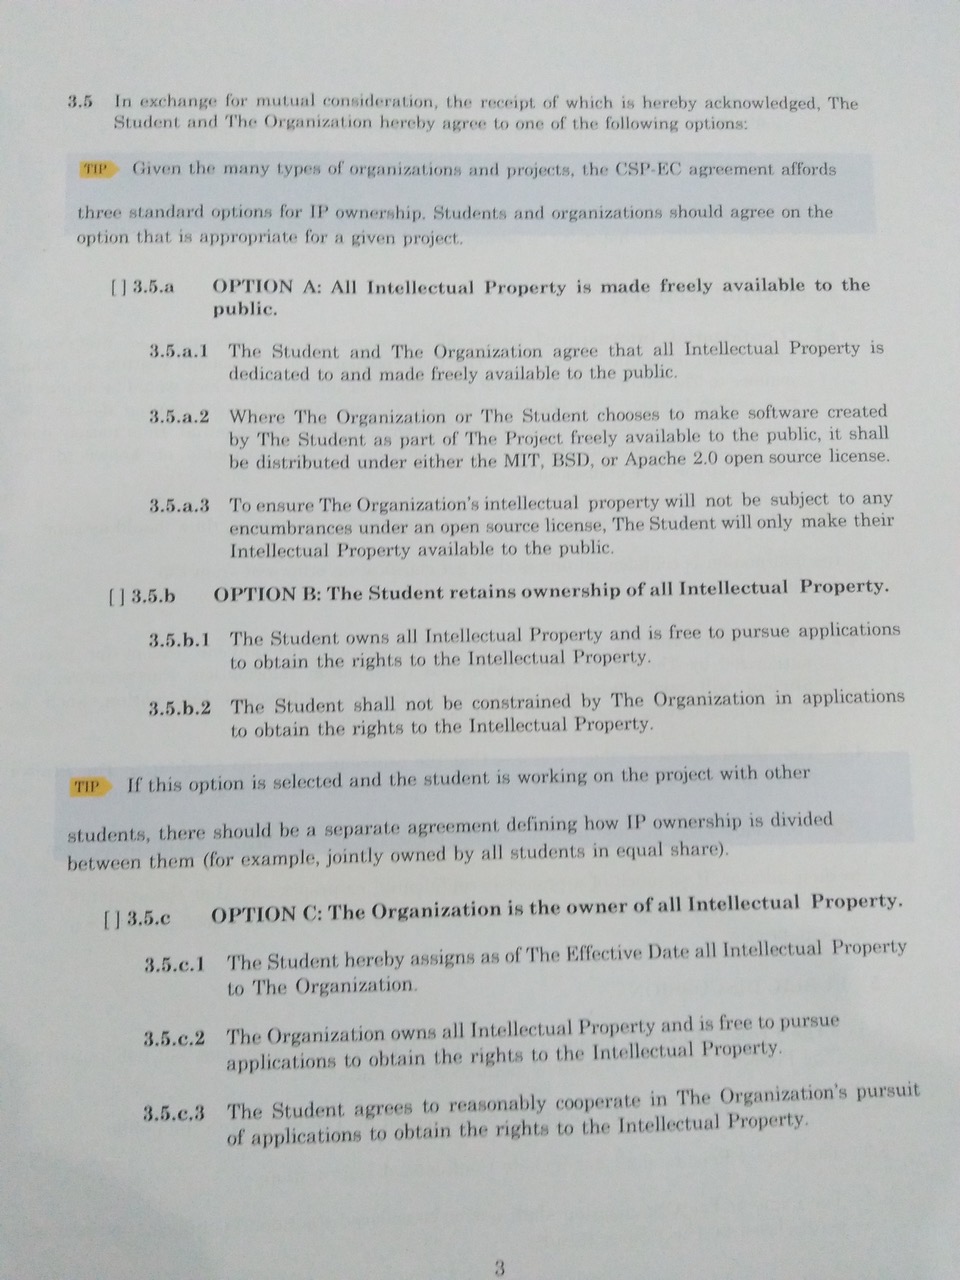 3.5 In exchange for mutual consideration, the receipt of which is hereby acknowledged, The
Student and The Organization hereby agree to one of the following options:
TIP Given the many types of organizations and projects, the CSP-EC agreement affords
three standard options for IP ownership. Students and organizations should agree on the
option that is appropriate for a given project.
[ ] 3.5.a OPTION A: All Intellectual Property is made freely available to the
public.
3.5.a.1 The Student and The Organization agree that all Intellectual Property is
dedicated to and made freely available to the public.
3.5.a.2 Where The Organization or The Student chooses to make software created
by The Student as part of The Project freely available to the public, it shall
be distributed under either the MIT, BSD, or Apache 2.0 open source license.
3.5.a.3 To ensure The Organization's intellectual property will not be subject to any
encumbrances under an open source license, The Student will only make their
Intellectual Property available to the public.
[ ] 3.5.b OPTION B: The Student retains ownership of all Intellectual Property.
3.5.b.1 The Student owns all Intellectual Property and is free to pursue applications
to obtain the rights to the Intellectual Property.
3.5.b.2 The Student shall not be constrained by The Organization in applications
to obtain the rights to the Intellectual Property.
TIP If this option is selected and the student is working on the project with other
students, there should be a separate agreement defining how IP ownership is divided
between them (for example, jointly owned by all students in equal share).
[ ] 3.5.c OPTION C: The Organization is the owner of all Intellectual Property.
3.5.c.1 The Student hereby assigns as of The Effective Date all Intellectual Property
to The Organization.
3.5.c.2 The Organization owns all Intellectual Property and is free to pursue
applications to obtain the rights to the Intellectual Property.
3.5.c.3 The Student agrees to reasonably cooperate in The Organization's pursuit
of applications to obtain the rights to the Intellectual Property.
3